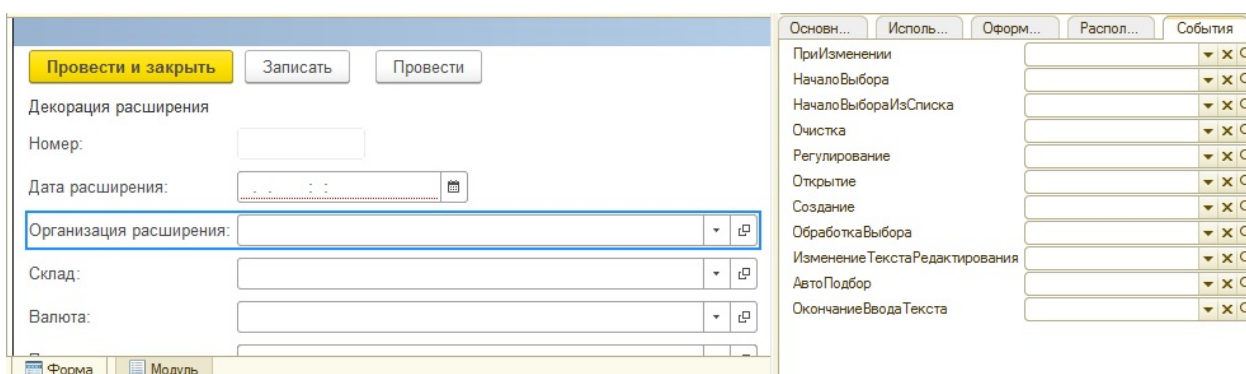 Провести и закрыть Записать Провести
Декорация расширения
Номер:
Дата расширения: . . : :
Организация расширения:
Склад:
Валюта:
Форма Модуль
Основн... Исполь... Оформ... Распол... События
ПриИзменении
НачалоВыбора
НачалоВыбораИзСписка
Очистка
Регулирование
Открытие
Создание
ОбработкаВыбора
ИзменениеТекстаРедактирования
АвтоПодбор
ОкончаниеВводаТекста